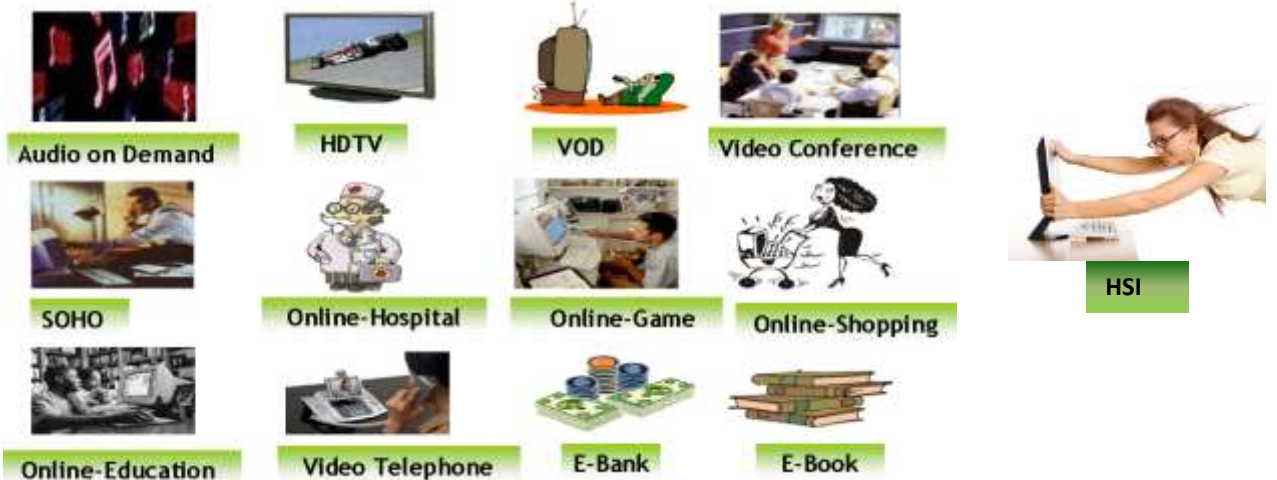 Audio on Demand
HDTV
VOD
Video Conference
SOHO
Online-Hospital
Online-Game
Online-Shopping
HSI
Online-Education
Video Telephone
E-Bank
E-Book